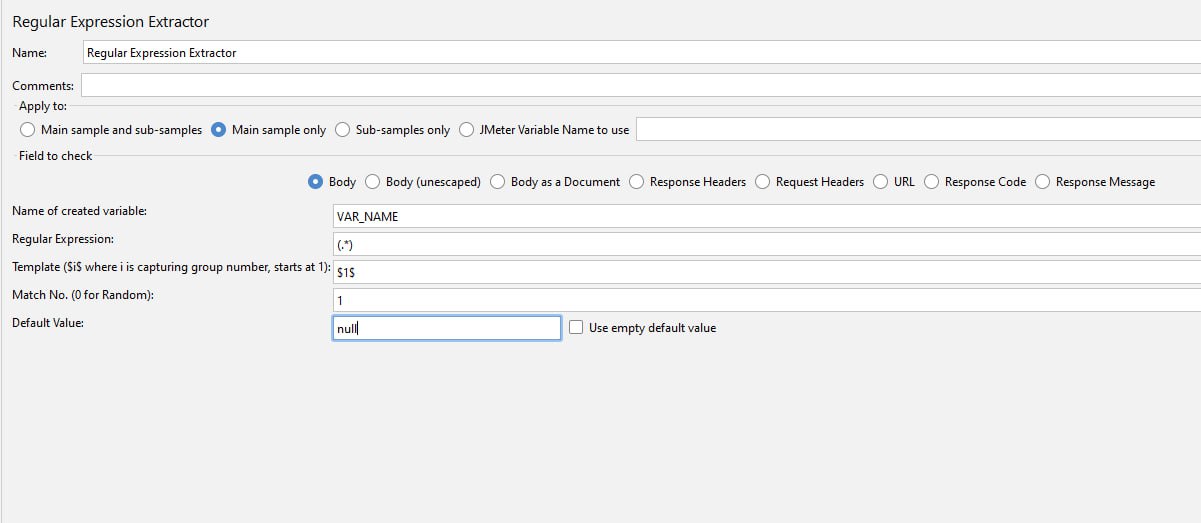 Regular Expression Extractor
Name: Regular Expression Extractor
Comments:
Apply to:
Main sample and sub-samples Main sample only Sub-samples only JMeter Variable Name to use
Field to check
Body Body (unescaped) Body as a Document Response Headers Request Headers URL Response Code Response Message
Name of created variable: VAR_NAME
Regular Expression: (.*)
Template ($i$ where i is capturing group number, starts at 1): $1$
Match No. (0 for Random): 1
Default Value: null Use empty default value